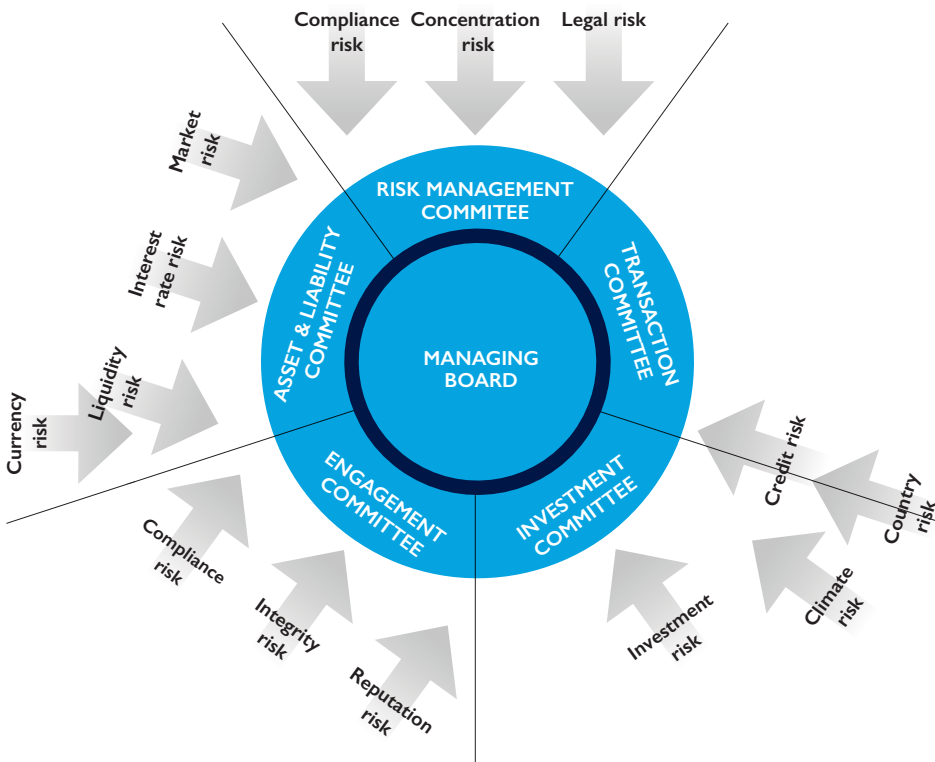 Compliance
risk
Concentration
risk
Legal risk
Market
risk
Interest
rate risk
Liquidity
risk
Currency
risk
RISK MANAGEMENT
COMMITEE
ASSET & LIABILITY
COMMITTEE
TRANSACTION
COMMITTEE
MANAGING
BOARD
ENGAGEMENT
COMMITTEE
INVESTMENT
COMMITTEE
Credit risk
Country
risk
Climate
risk
Investment
risk
Compliance
risk
Integrity
risk
Reputation
risk